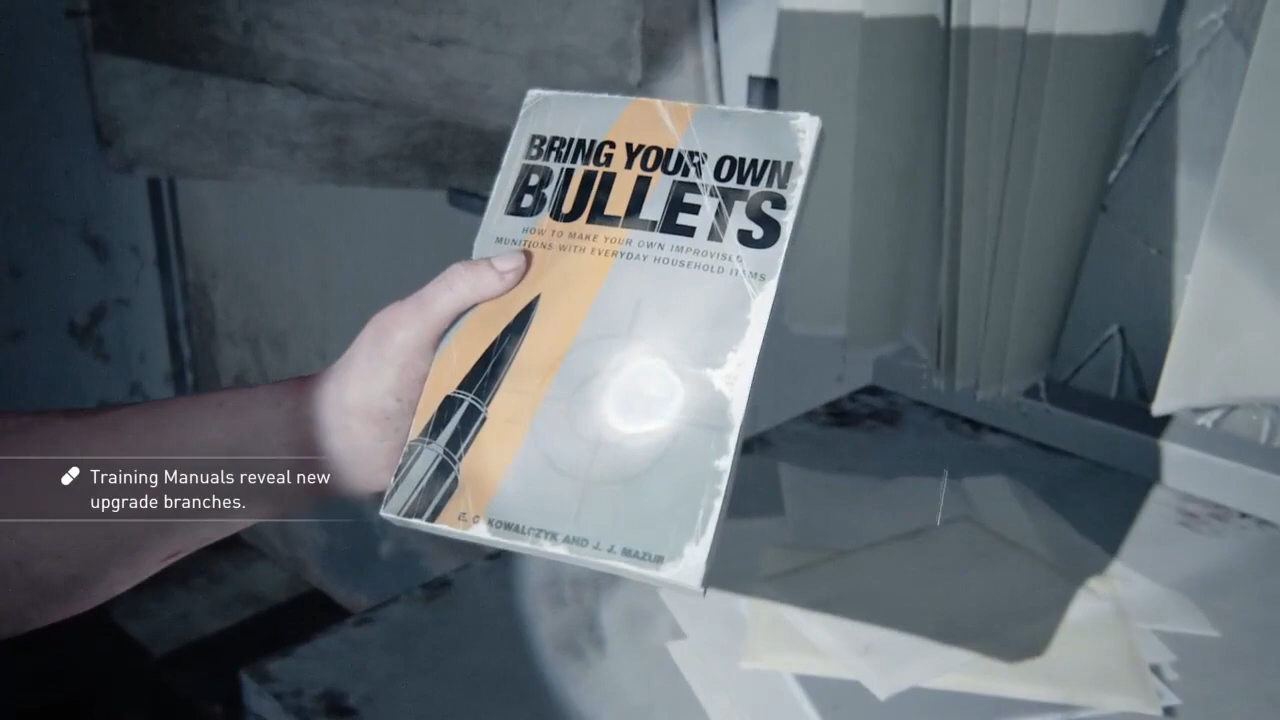 BRING YOUR OWN
BULLETS
HOW TO MAKE YOUR OWN IMPROVISED
MUNITIONS WITH EVERYDAY HOUSEHOLD ITEMS
Training Manuals reveal new
upgrade branches.
E. C. KOWALCZYK AND J. J. MAZUR